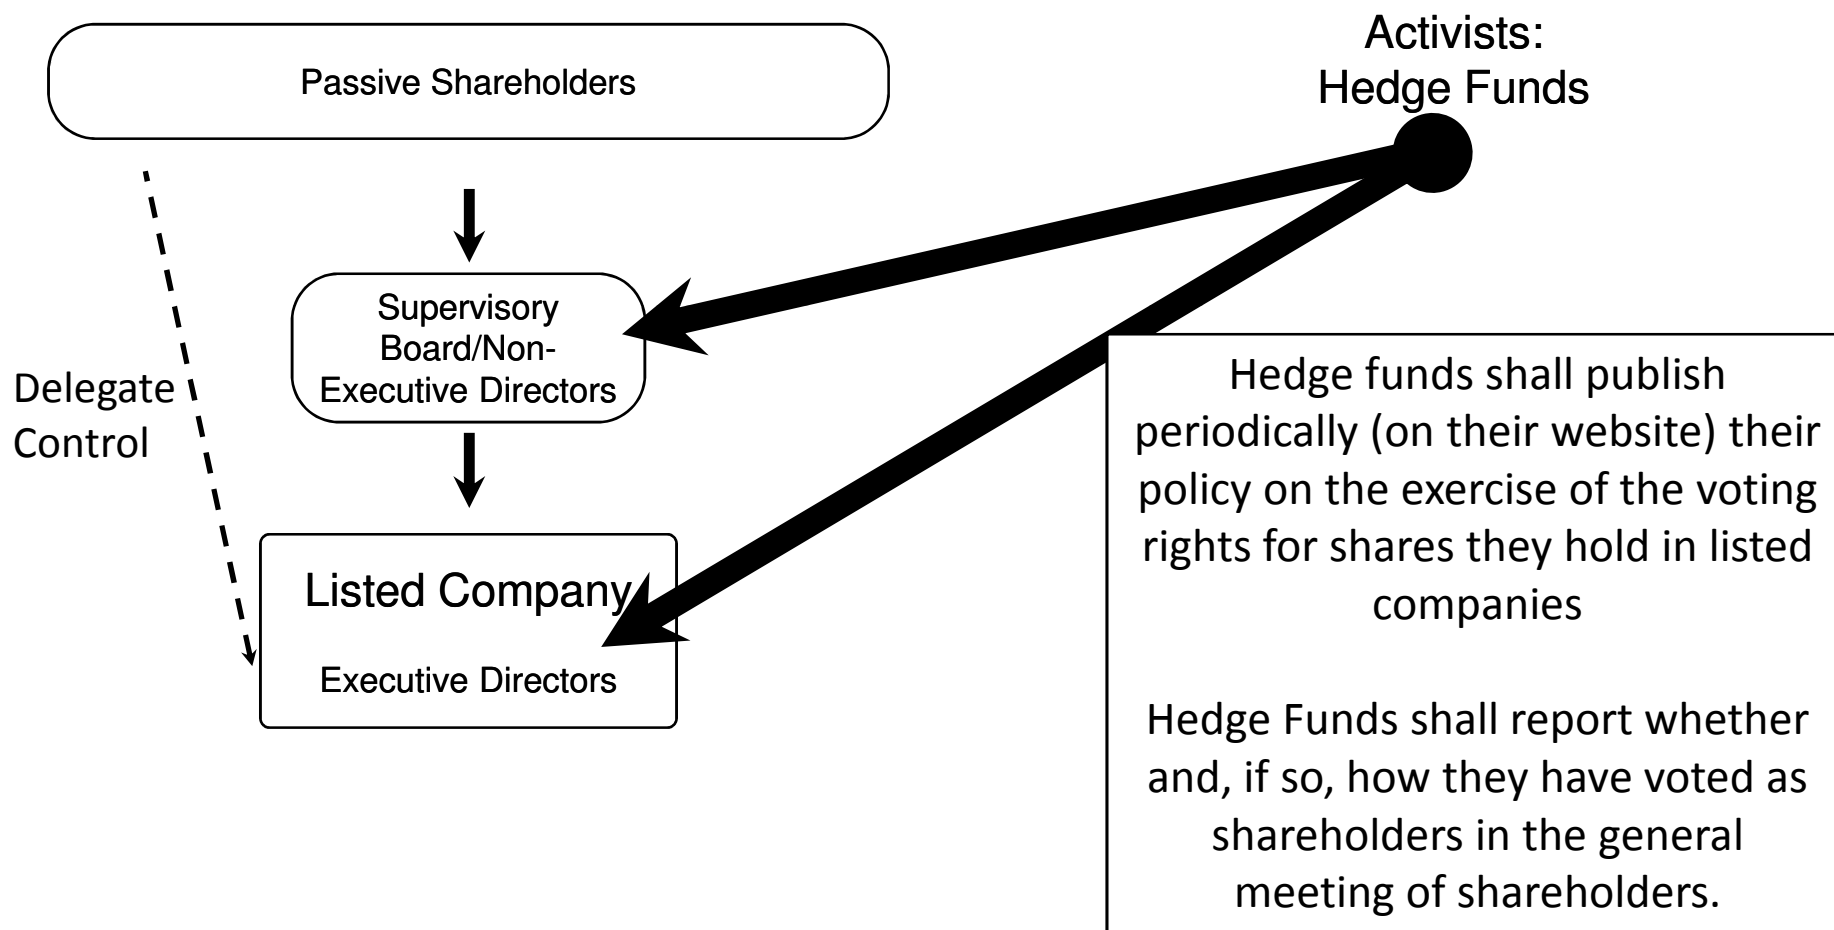 Passive Shareholders
Activists:
Hedge Funds
Supervisory
Board/Non-
Executive Directors
Delegate
Control
Listed Company
Executive Directors
Hedge funds shall publish
periodically (on their website) their
policy on the exercise of the voting
rights for shares they hold in listed
companies
Hedge Funds shall report whether
and, if so, how they have voted as
shareholders in the general
meeting of shareholders.